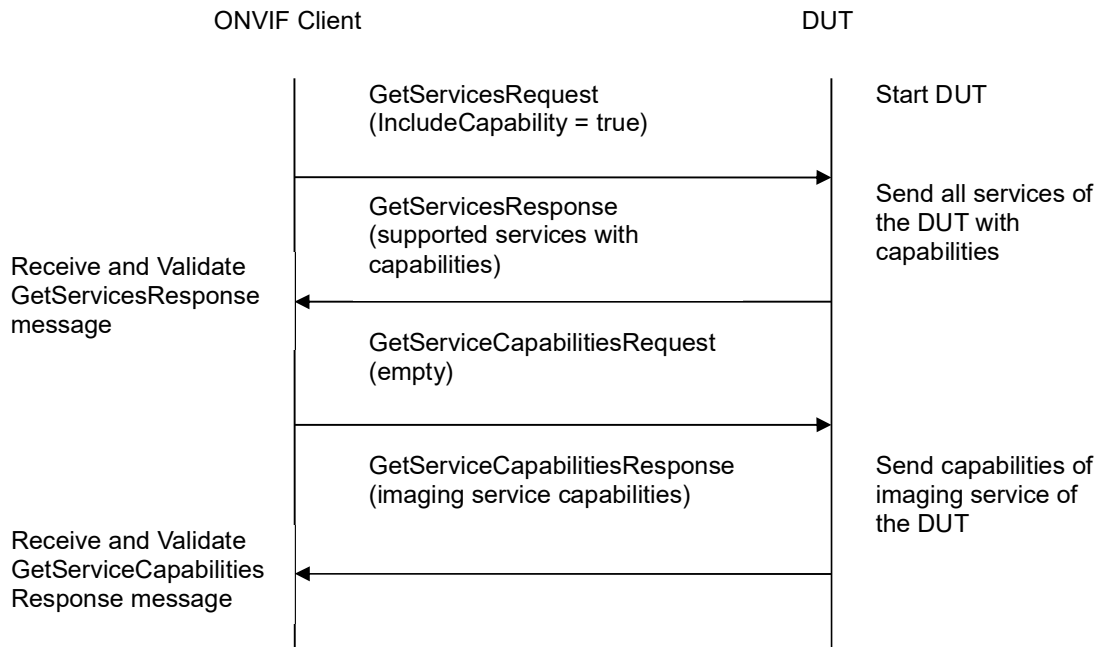 ONVIF Client
DUT
GetServicesRequest
(IncludeCapability = true)
Start DUT
Send all services of
the DUT with
capabilities
GetServicesResponse
(supported services with
capabilities)
Receive and Validate
GetServicesResponse
message
GetServiceCapabilitiesRequest
(empty)
GetServiceCapabilitiesResponse
(imaging service capabilities)
Send capabilities of
imaging service of
the DUT
Receive and Validate
GetServiceCapabilities
Response message